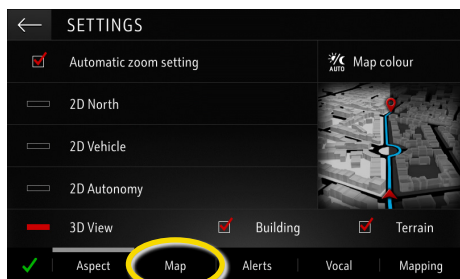 SETTINGS
Automatic zoom setting
AUTO Map colour
2D North
2D Vehicle
2D Autonomy
3D View Building Terrain
Aspect Map Alerts Vocal Mapping